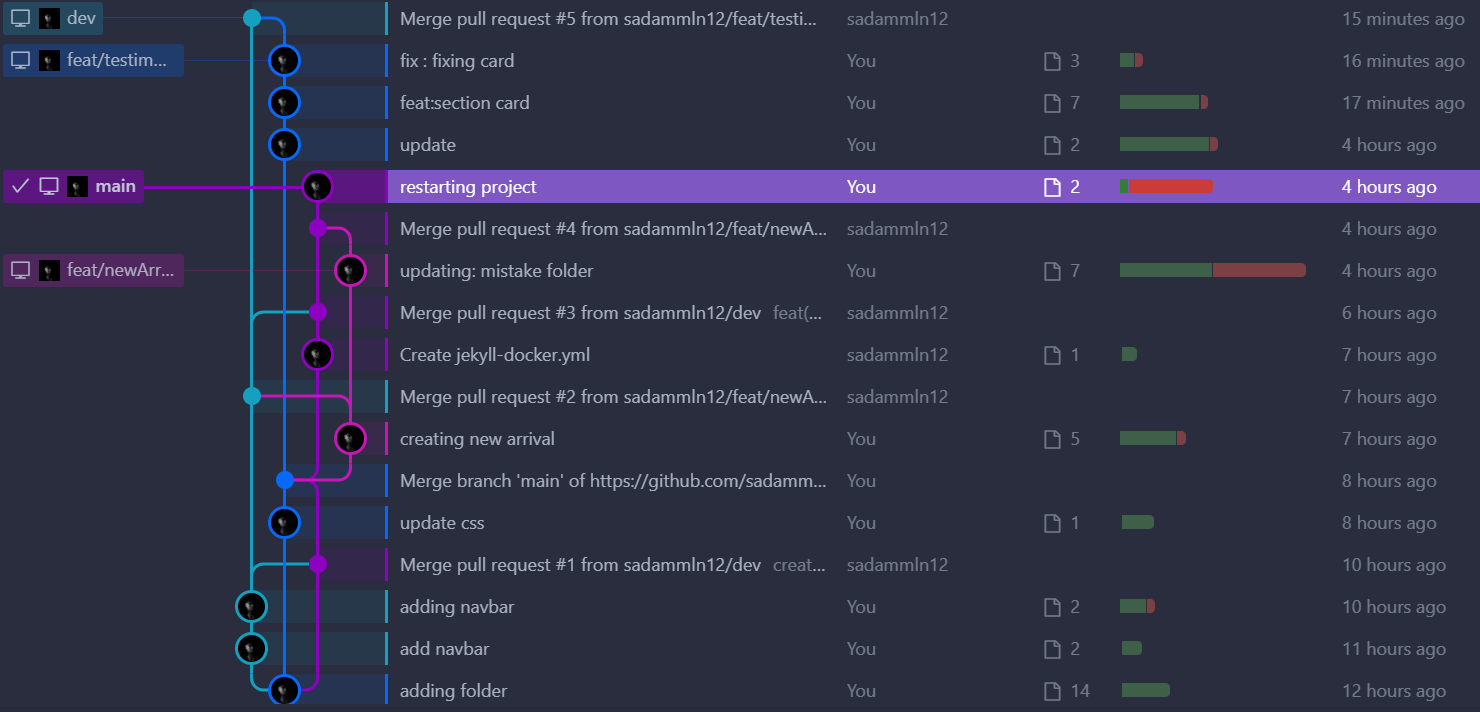 dev Merge pull request #5 from sadammln12/feat/testi... sadammln12 15 minutes ago
feat/testim... fix : fixing card You 3 16 minutes ago
feat:section card You 7 17 minutes ago
update You 2 4 hours ago
main restarting project You 2 4 hours ago
Merge pull request #4 from sadammln12/feat/newA... sadammln12 4 hours ago
feat/newArr... updating: mistake folder You 7 4 hours ago
Merge pull request #3 from sadammln12/dev feat(... sadammln12 6 hours ago
Create jekyll-docker.yml sadammln12 1 7 hours ago
Merge pull request #2 from sadammln12/feat/newA... sadammln12 7 hours ago
creating new arrival You 5 7 hours ago
Merge branch 'main' of https://github.com/sadamm... You 8 hours ago
update css You 1 8 hours ago
Merge pull request #1 from sadammln12/dev creat... sadammln12 10 hours ago
adding navbar You 2 10 hours ago
add navbar You 2 11 hours ago
adding folder You 14 12 hours ago